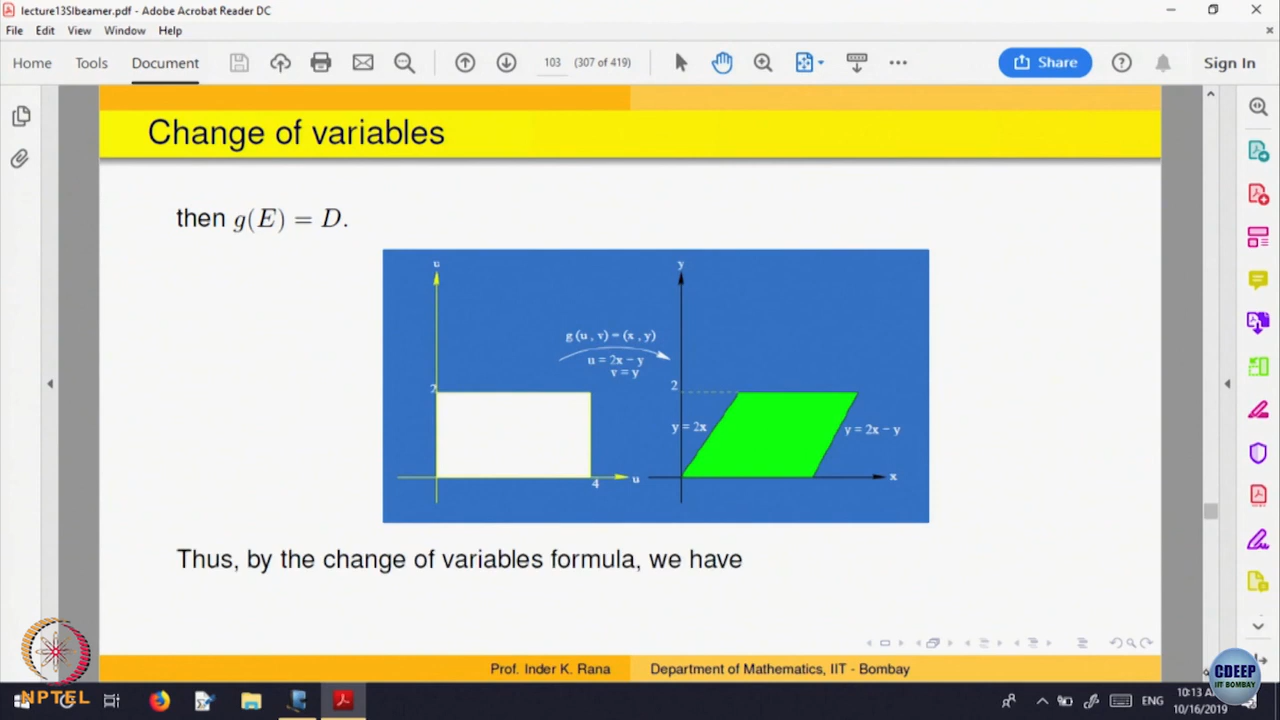 lecture13Slbeamer.pdf - Adobe Acrobat Reader DC
File Edit View Window Help
Home Tools Document 103 (307 of 419) Share Sign In
Change of variables
then g(E) = D.
u y
g (u , v) = (x , y)
u = 2x − y
v = y
2 2
y = 2x y = 2x − y
4 u x
Thus, by the change of variables formula, we have
Prof. Inder K. Rana Department of Mathematics, IIT - Bombay
NPTEL
CDEEP
IIT BOMBAY
ENG
10:13 A
10/16/2019